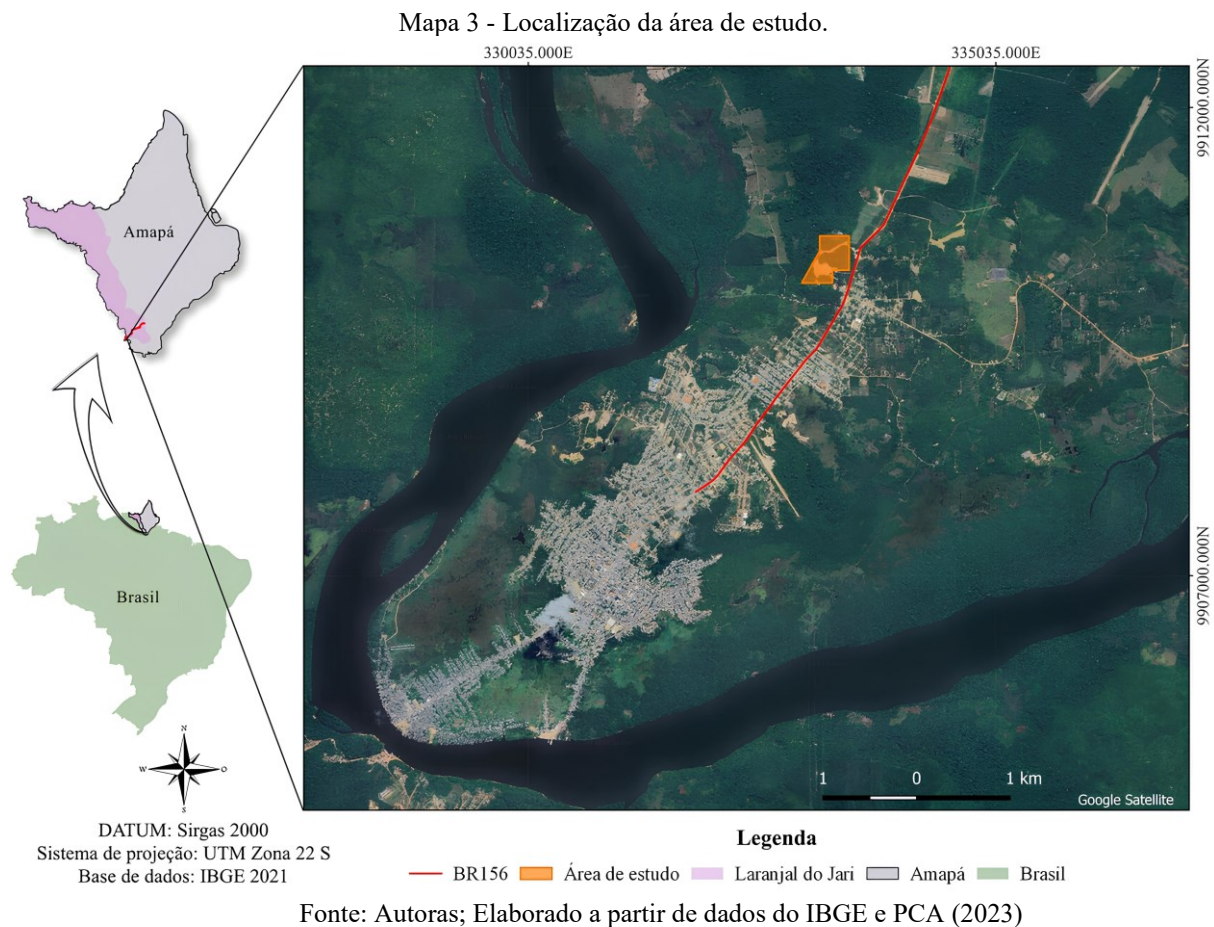 Mapa 3 - Localização da área de estudo.
330035.000E
335035.000E
9912000.000N
9907000.000N
Amapá
Brasil
N
W
O
S
DATUM: Sirgas 2000
Sistema de projeção: UTM Zona 22 S
Base de dados: IBGE 2021
1 0 1 km
Google Satellite
Legenda
BR156 Área de estudo Laranjal do Jari Amapá Brasil
Fonte: Autoras; Elaborado a partir de dados do IBGE e PCA (2023)